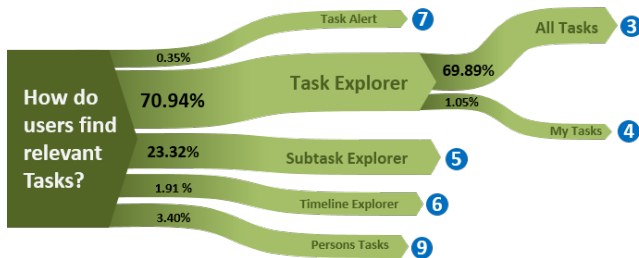 How do
users find
relevant
Tasks?
0.35%
Task Alert
7
70.94%
Task Explorer
69.89%
All Tasks
3
1.05%
My Tasks
4
23.32%
Subtask Explorer
5
1.91 %
Timeline Explorer
6
3.40%
Persons Tasks
9